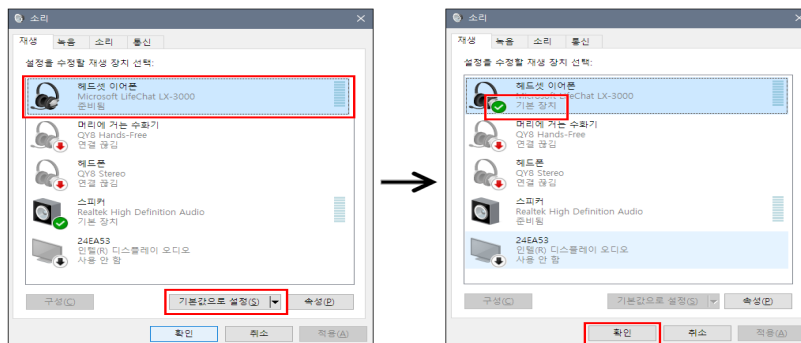 소리
재생 녹음 소리 통신
설정을 수정할 재생 장치 선택:
헤드셋 이어폰
Microsoft LifeChat LX-3000
준비됨
머리에 거는 수화기
QY8 Hands-Free
연결 끊김
헤드폰
QY8 Stereo
연결 끊김
스피커
Realtek High Definition Audio
기본 장치
24EA53
인텔(R) 디스플레이 오디오
사용 안 함
구성(C) 기본값으로 설정(S) 속성(P)
확인 취소 적용(A)
소리
재생 녹음 소리 통신
설정을 수정할 재생 장치 선택:
헤드셋 이어폰
Microsoft LifeChat LX-3000
기본 장치
머리에 거는 수화기
QY8 Hands-Free
연결 끊김
헤드폰
QY8 Stereo
연결 끊김
스피커
Realtek High Definition Audio
준비됨
24EA53
인텔(R) 디스플레이 오디오
사용 안 함
구성(C) 기본값으로 설정(S) 속성(P)
확인 취소 적용(A)